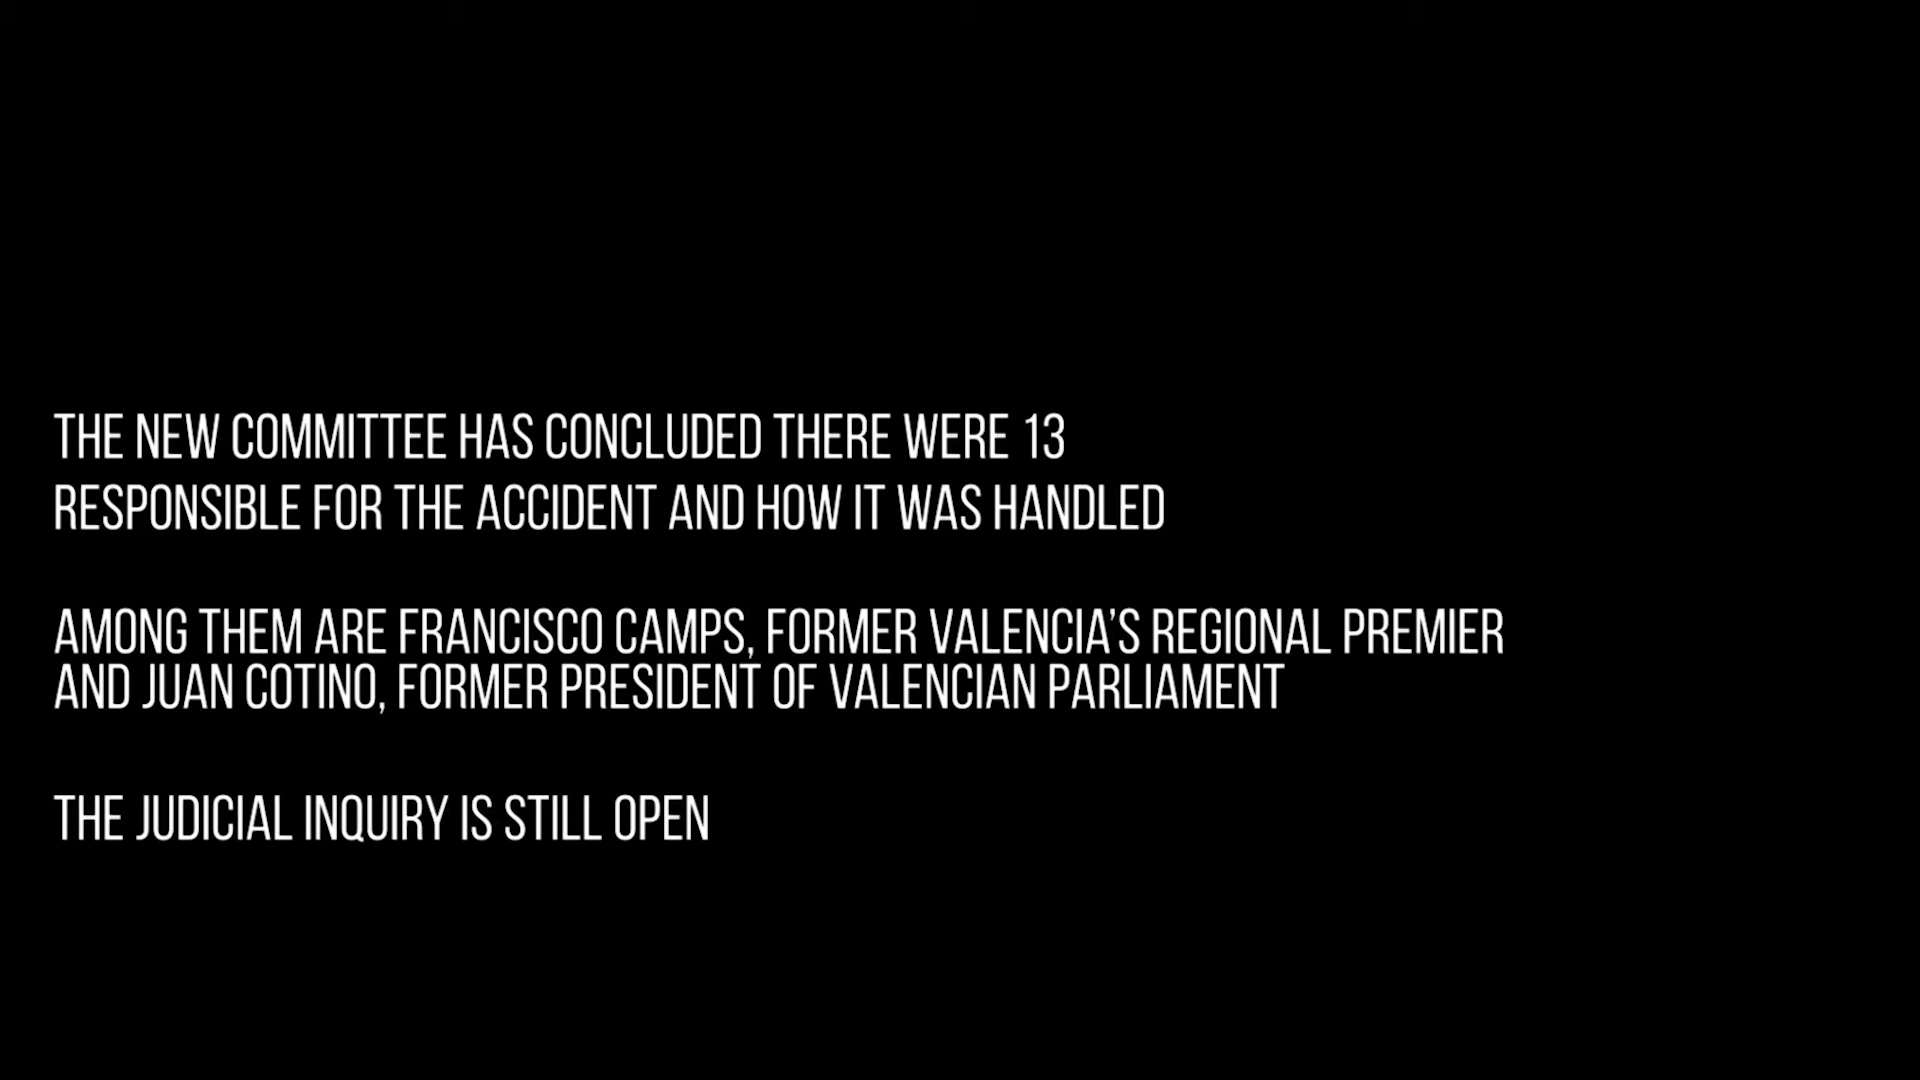 THE NEW COMMITTEE HAS CONCLUDED THERE WERE 13
RESPONSIBLE FOR THE ACCIDENT AND HOW IT WAS HANDLED
AMONG THEM ARE FRANCISCO CAMPS, FORMER VALENCIA’S REGIONAL PREMIER
AND JUAN COTINO, FORMER PRESIDENT OF VALENCIAN PARLIAMENT
THE JUDICIAL INQUIRY IS STILL OPEN